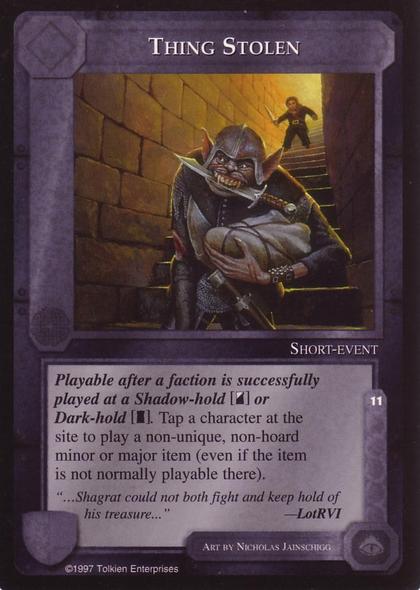 THING STOLEN
SHORT-EVENT
Playable after a faction is successfully
played at a Shadow-hold [ ] or
Dark-hold [ ]. Tap a character at the
site to play a non-unique, non-hoard
minor or major item (even if the item
is not normally playable there).
11
“...Shagrat could not both fight and keep hold of
his treasure...” —LotRVI
ART BY NICHOLAS JAINSCHIGG
©1997 Tolkien Enterprises